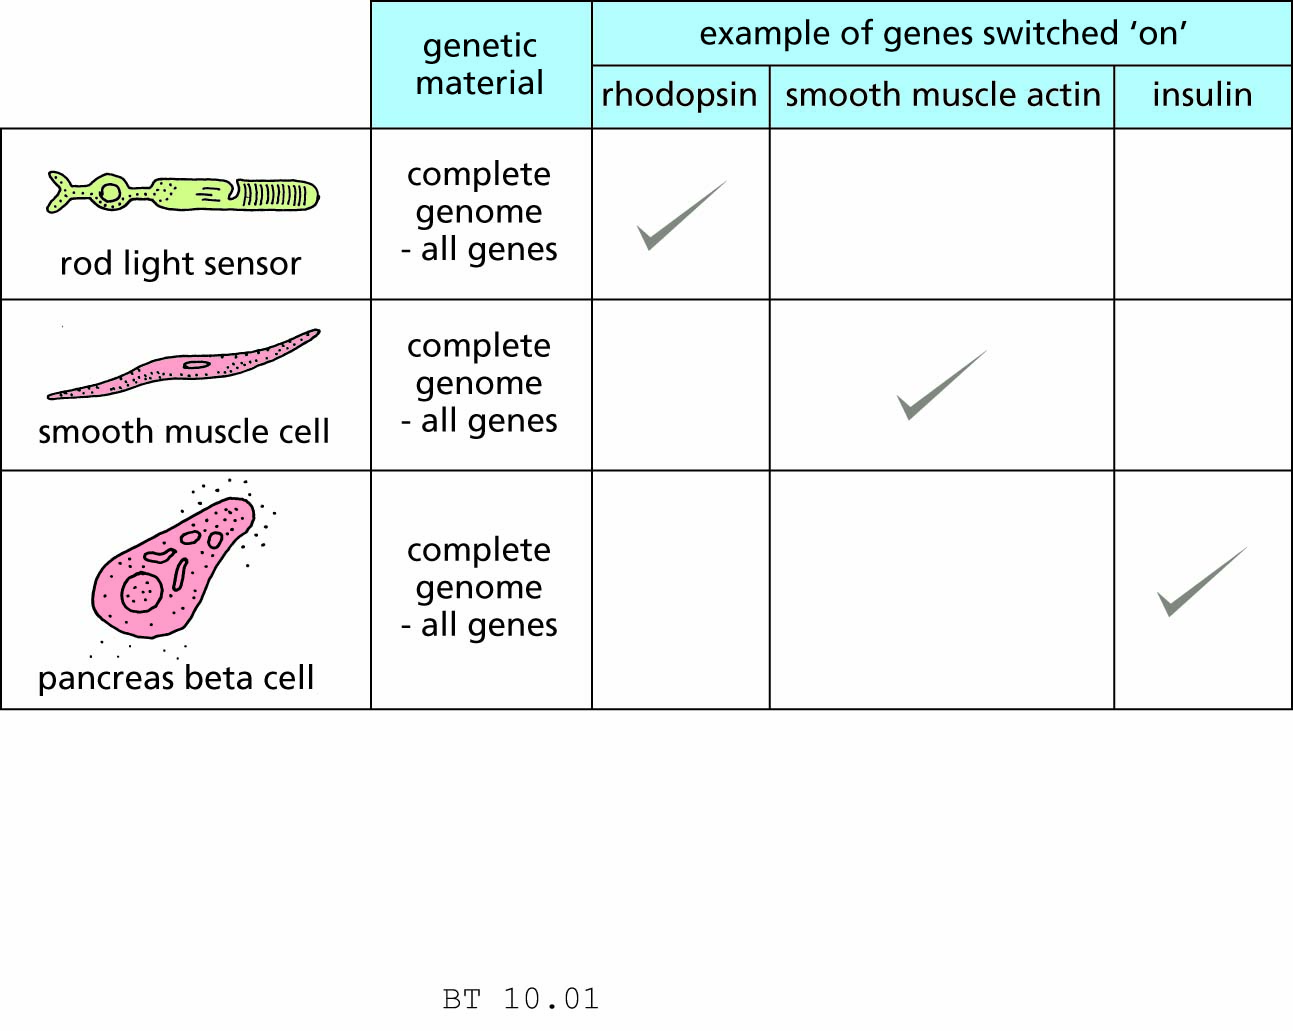 genetic
material
example of genes switched ‘on’
rhodopsin
smooth muscle actin
insulin
rod light sensor
complete
genome
- all genes
smooth muscle cell
complete
genome
- all genes
pancreas beta cell
complete
genome
- all genes
BT 10.01